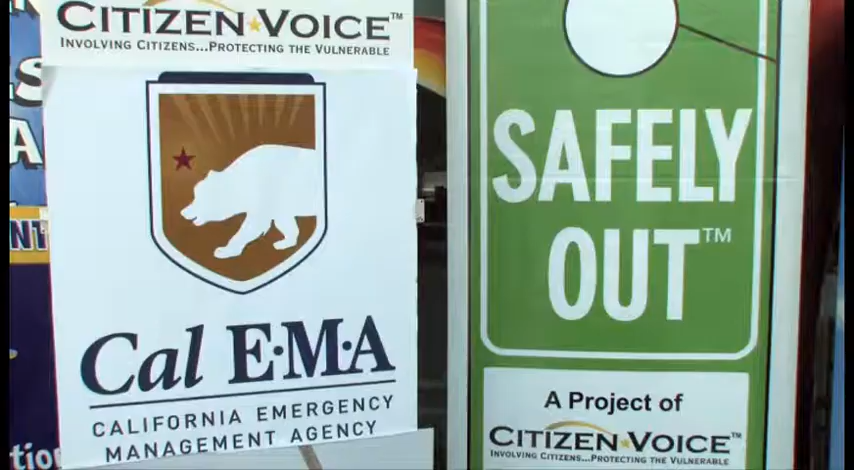 CITIZEN VOICE™
INVOLVING CITIZENS...PROTECTING THE VULNERABLE
Cal E·M·A
CALIFORNIA EMERGENCY
MANAGEMENT AGENCY
SAFELY
OUT™
A Project of
CITIZEN VOICE™
INVOLVING CITIZENS...PROTECTING THE VULNERABLE